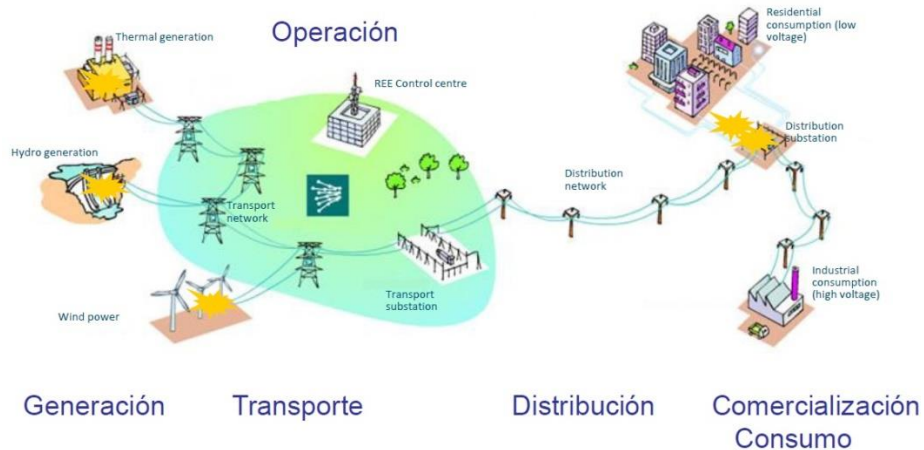 Thermal generation
Operación
Residential
consumption (low
voltage)
REE Control centre
Distribution
substation
Hydro generation
Distribution
network
Transport
network
Wind power
Transport
substation
Industrial
consumption
(high voltage)
Generación
Transporte
Distribución
Comercialización
Consumo